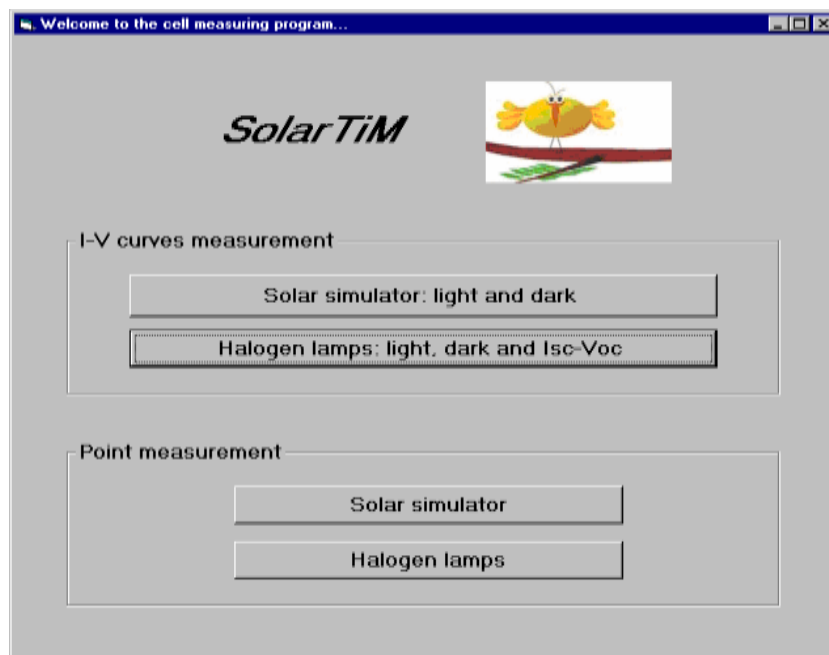 Welcome to the cell measuring program...
SolarTiM
I-V curves measurement
Solar simulator: light and dark
Halogen lamps: light, dark and Isc-Voc
Point measurement
Solar simulator
Halogen lamps